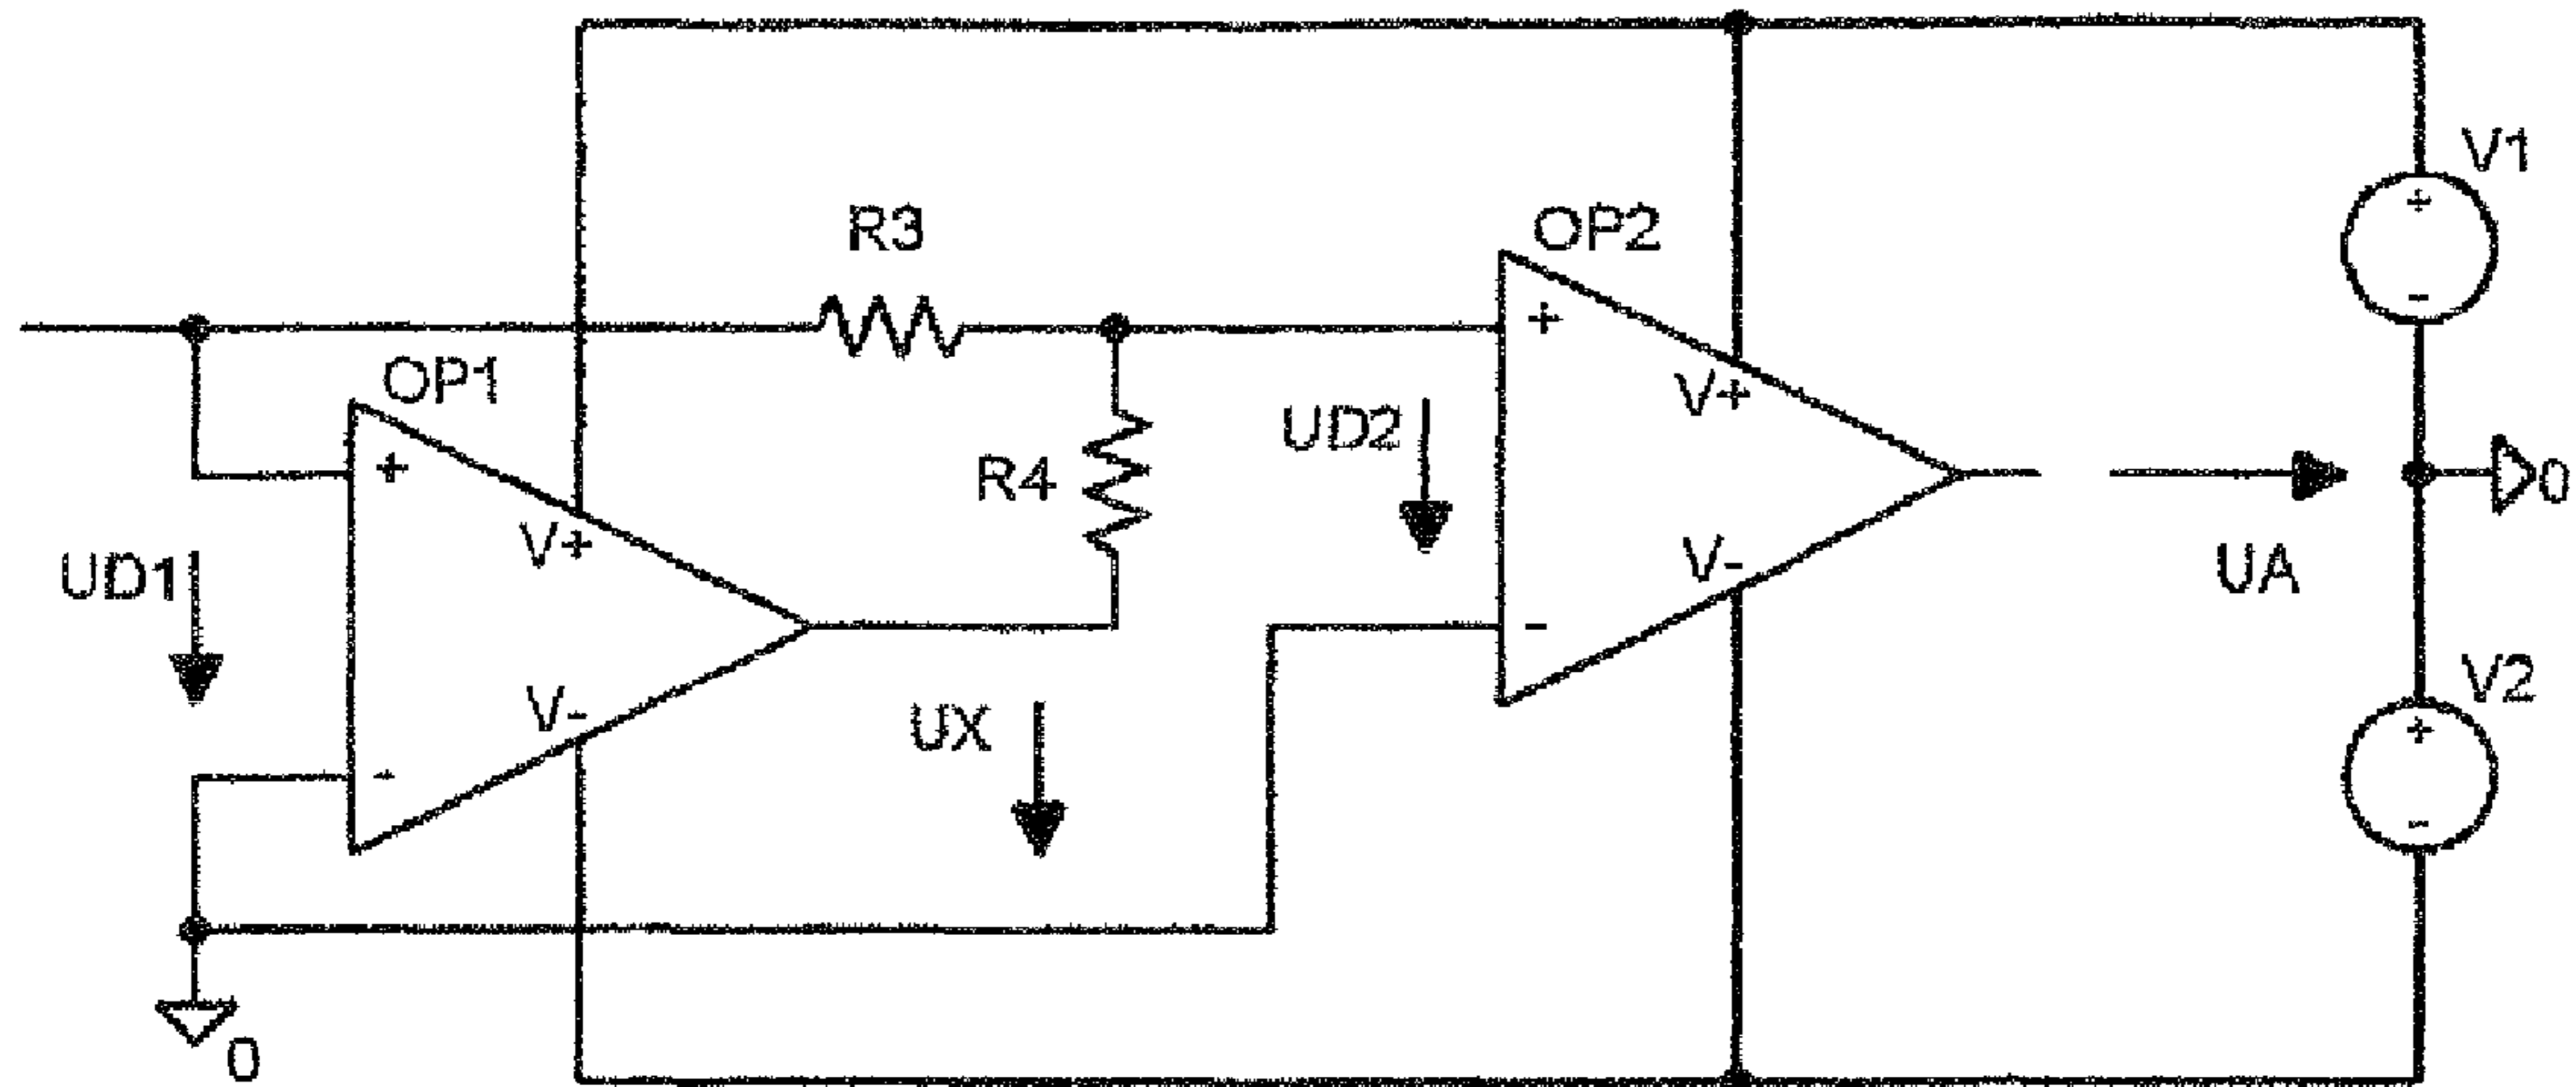 V1
+
-
R3
OP2
+
V+
OP1
+
V+
UD1
R4
UD2
0
UA
V-
-
V-
-
UX
V2
+
-
0